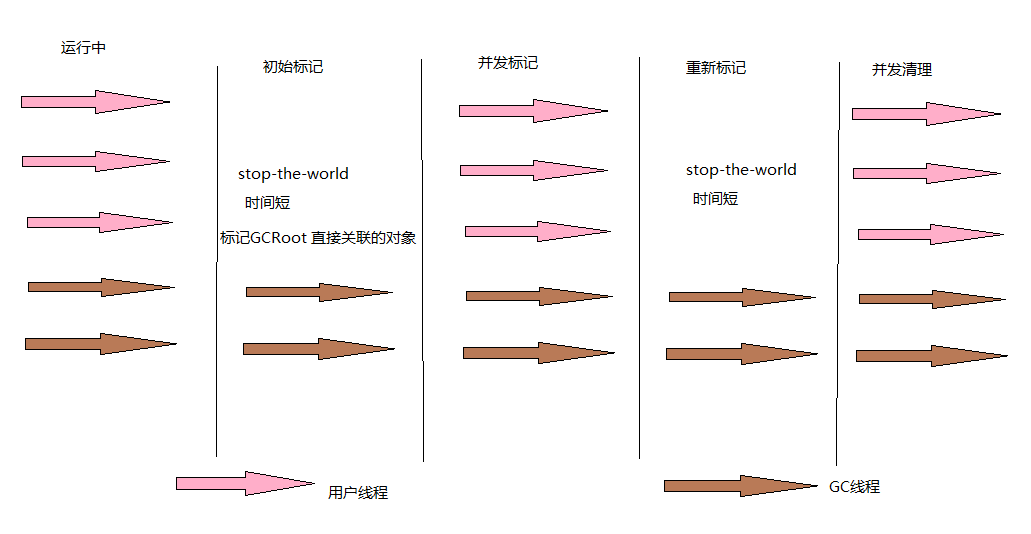 运行中
初始标记
并发标记
重新标记
并发清理
stop-the-world
时间短
标记GCRoot 直接关联的对象
stop-the-world
时间短
用户线程
GC线程